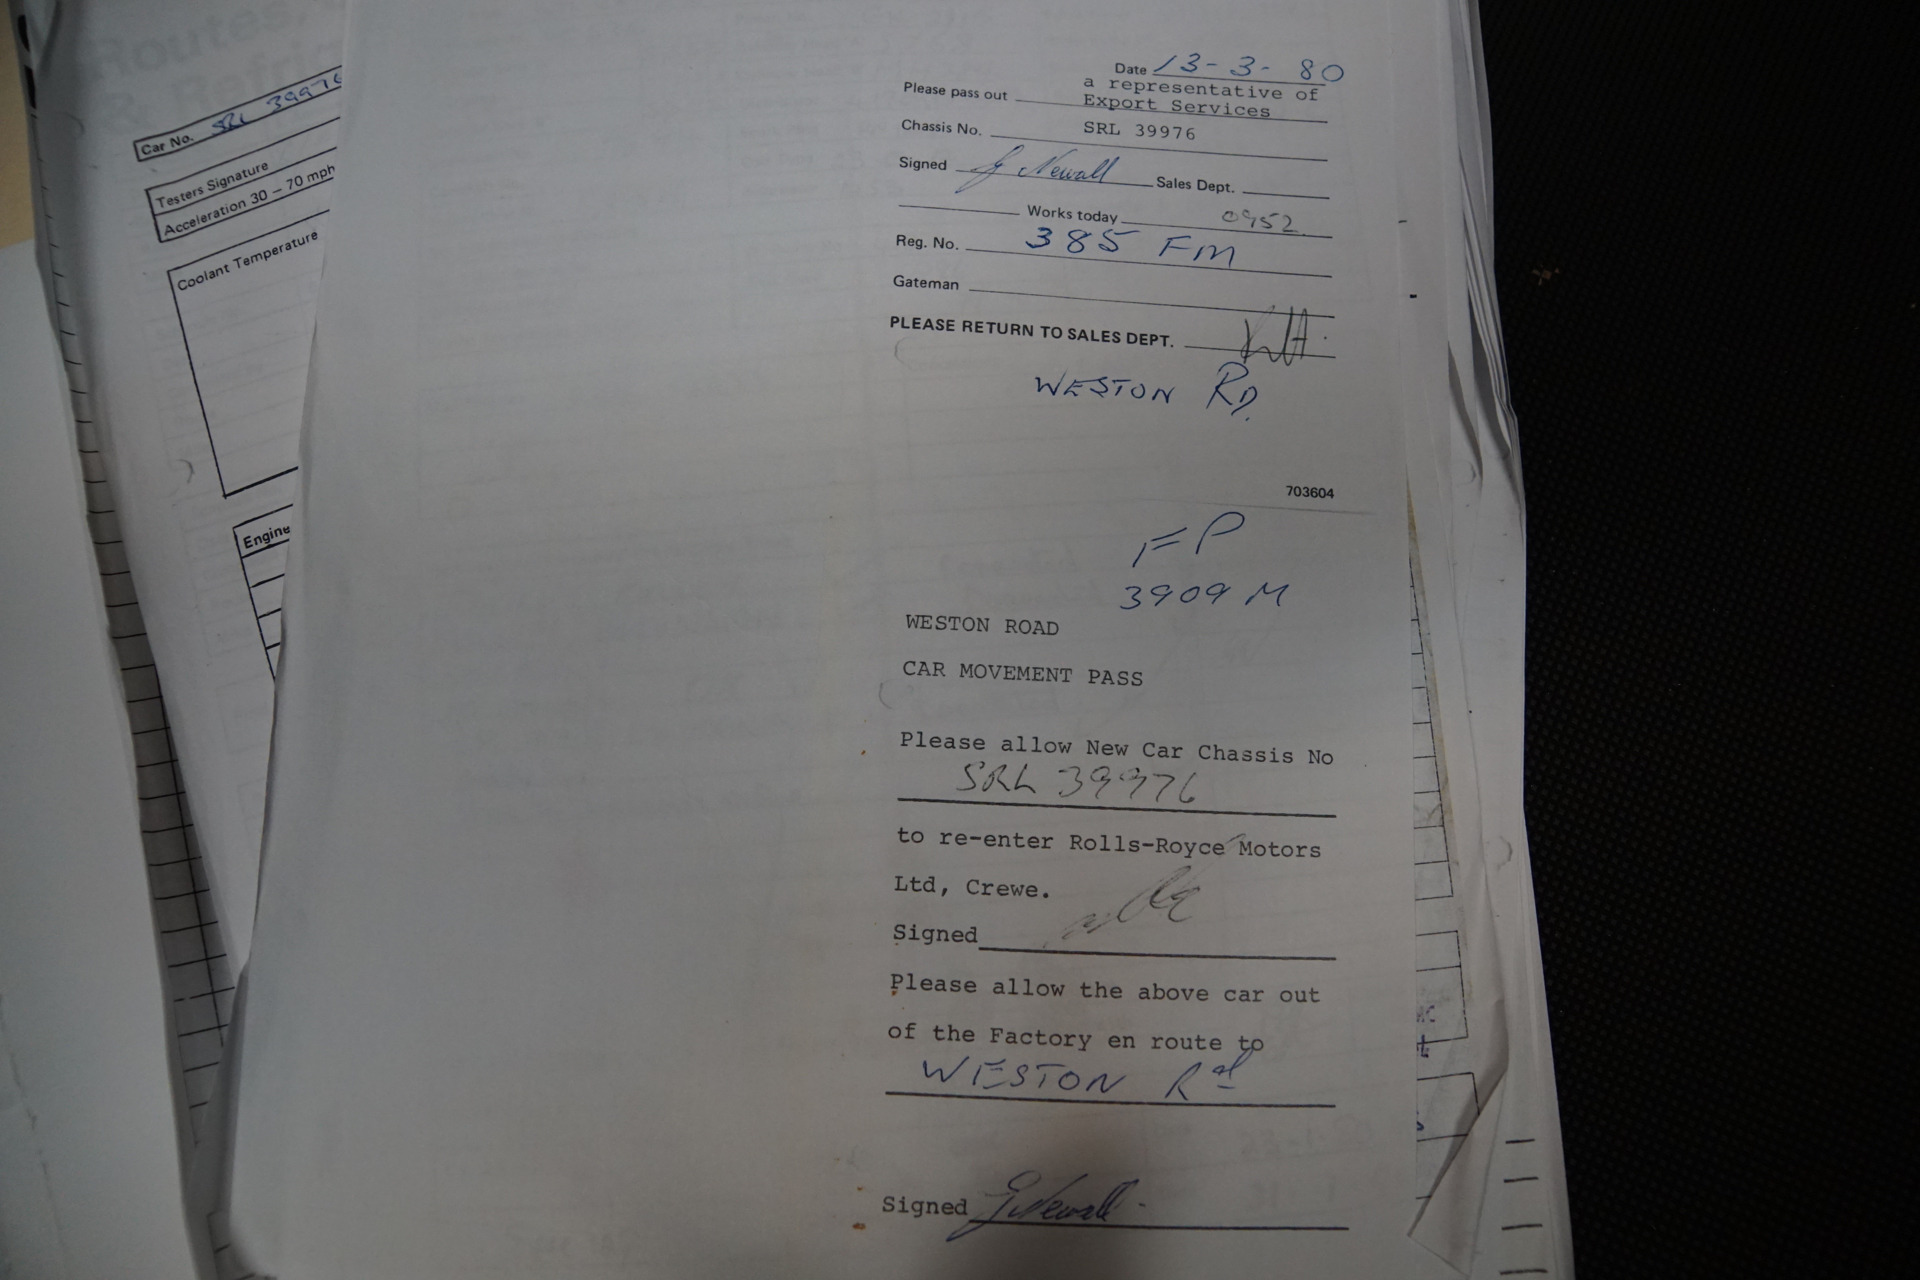 Routes,
& Refri
Car No. SRL 39976
Testers Signature
Acceleration 30 – 70 mph
Coolant Temperature
Engine
Date 13-3-80
Please pass out a representative of
Export Services
Chassis No. SRL 39976
Signed J Newall Sales Dept.
Works today 0952
Reg. No. 385 FM
Gateman
PLEASE RETURN TO SALES DEPT.
WESTON RD.
703604
FP
3909 M
WESTON ROAD
CAR MOVEMENT PASS
Please allow New Car Chassis No
SRL 39976
to re-enter Rolls-Royce Motors
Ltd, Crewe.
Signed
Please allow the above car out
of the Factory en route to
WESTON Rd
Signed J Newall